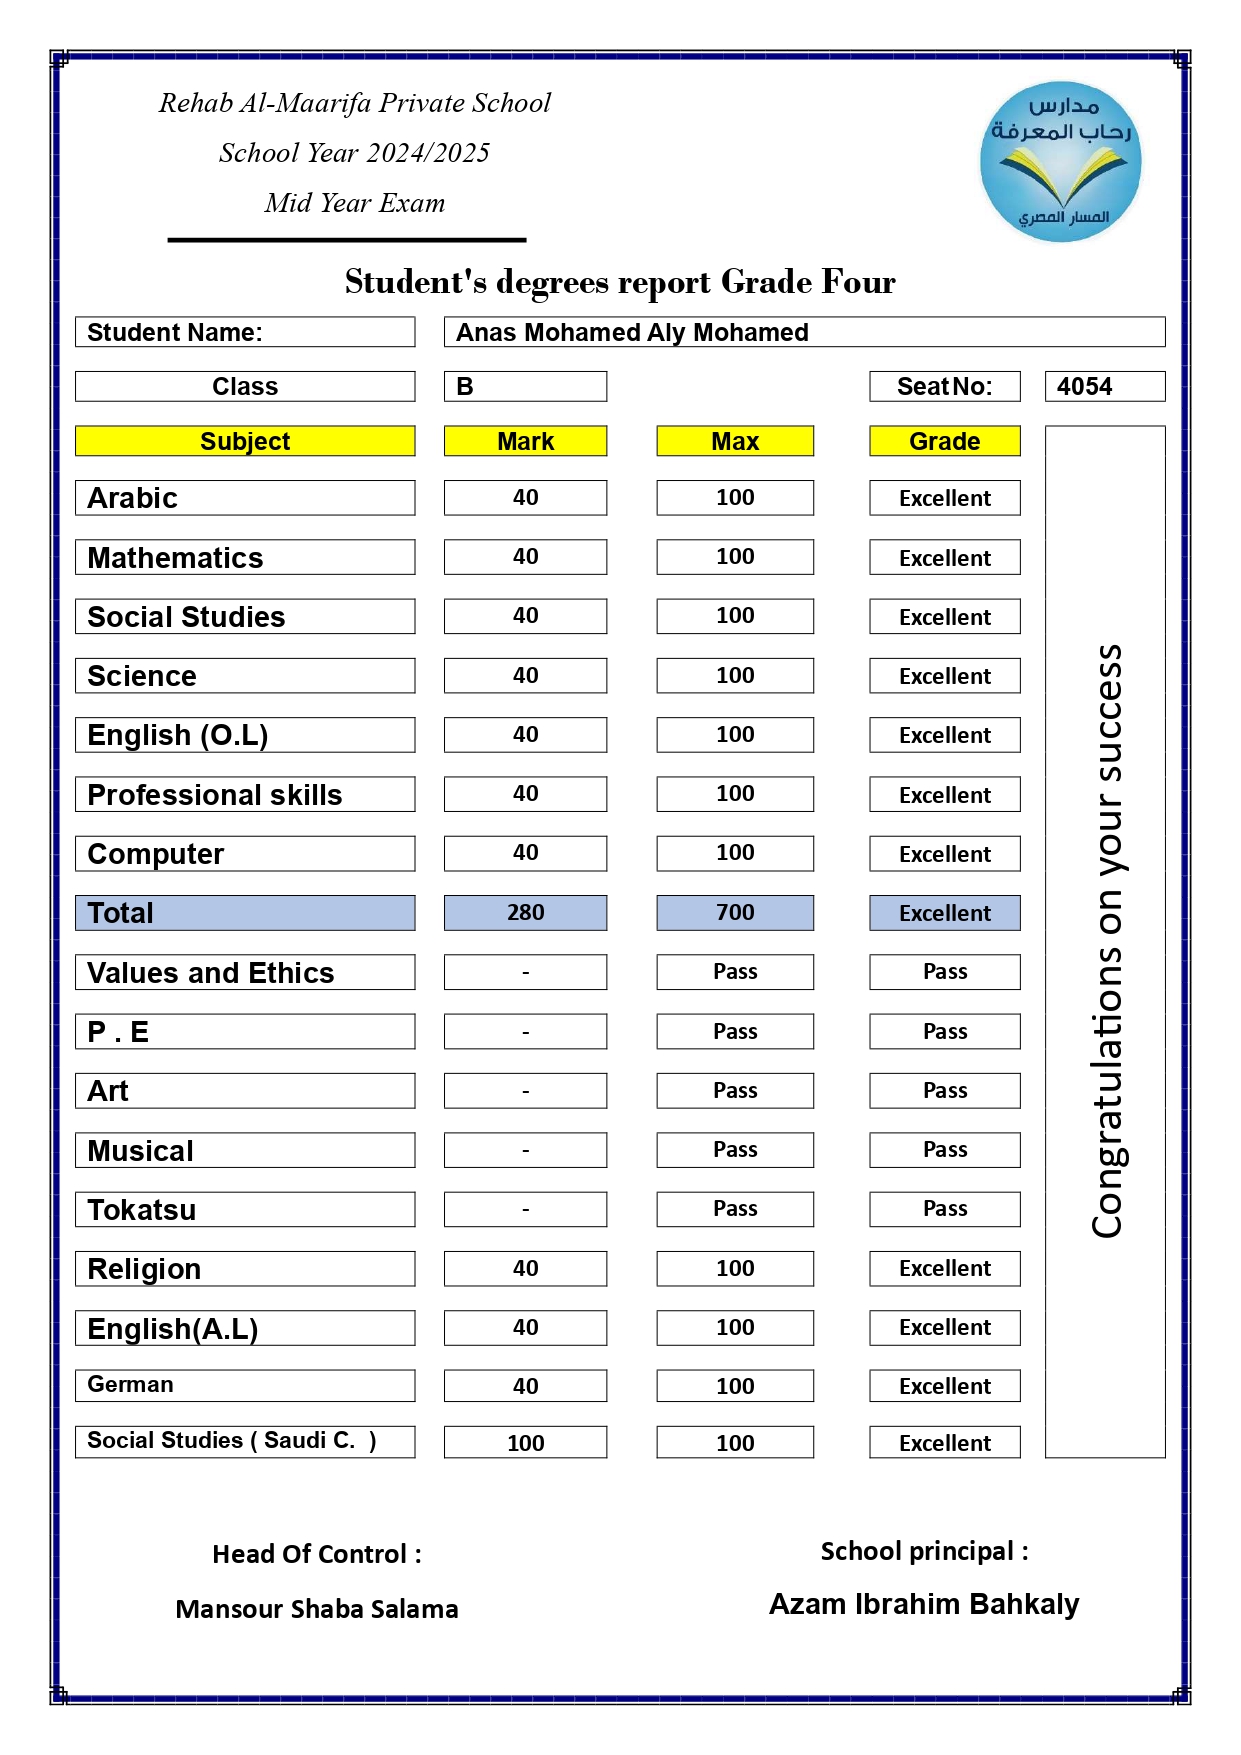 Rehab Al-Maarifa Private School
School Year 2024/2025
Mid Year Exam
مدارس
رحاب المعرفة
المسار المصري
Student's degrees report Grade Four
Student Name: Anas Mohamed Aly Mohamed
Class B Seat No: 4054
Subject Mark Max Grade
Arabic 40 100 Excellent
Mathematics 40 100 Excellent
Social Studies 40 100 Excellent
Science 40 100 Excellent
English (O.L) 40 100 Excellent
Professional skills 40 100 Excellent
Computer 40 100 Excellent
Total 280 700 Excellent
Values and Ethics - Pass Pass
P . E - Pass Pass
Art - Pass Pass
Musical - Pass Pass
Tokatsu - Pass Pass
Religion 40 100 Excellent
English(A.L) 40 100 Excellent
German 40 100 Excellent
Social Studies ( Saudi C. ) 100 100 Excellent
Congratulations on your success
Head Of Control : School principal :
Mansour Shaba Salama Azam Ibrahim Bahkaly